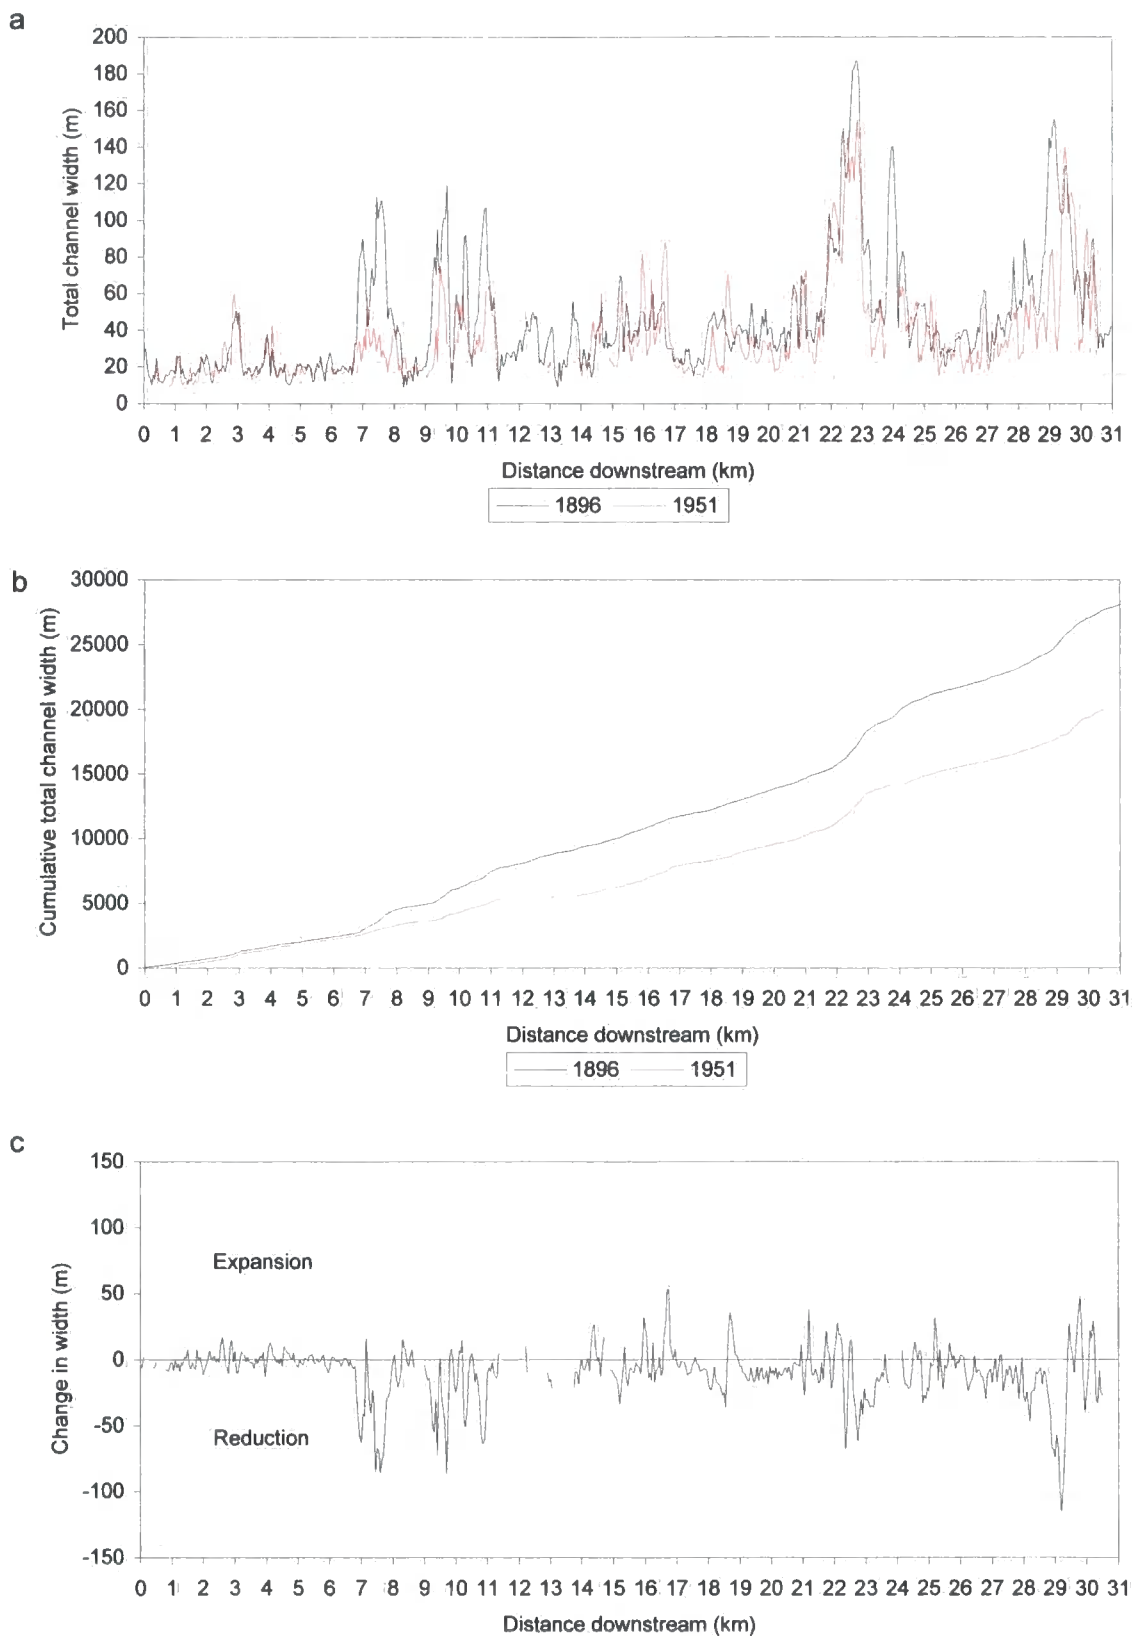 a
Total channel width (m)
200
180
160
140
120
100
80
60
40
20
0
0 1 2 3 4 5 6 7 8 9 10 11 12 13 14 15 16 17 18 19 20 21 22 23 24 25 26 27 28 29 30 31
Distance downstream (km)
1896 1951
b
Cumulative total channel width (m)
30000
25000
20000
15000
10000
5000
0
0 1 2 3 4 5 6 7 8 9 10 11 12 13 14 15 16 17 18 19 20 21 22 23 24 25 26 27 28 29 30 31
Distance downstream (km)
1896 1951
c
Change in width (m)
150
100
50
0
-50
-100
-150
Expansion
Reduction
0 1 2 3 4 5 6 7 8 9 10 11 12 13 14 15 16 17 18 19 20 21 22 23 24 25 26 27 28 29 30 31
Distance downstream (km)